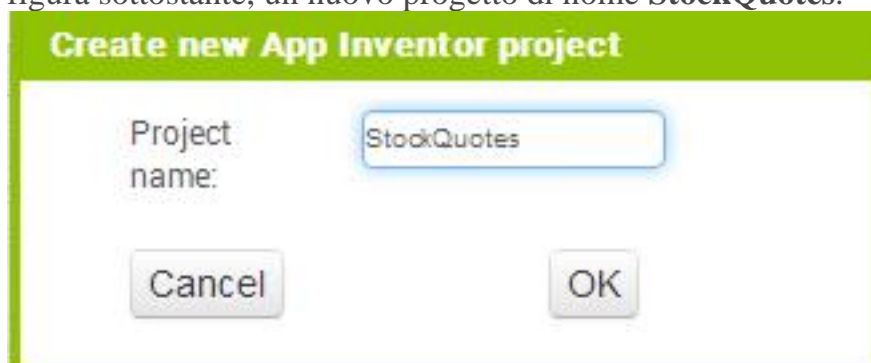 figura sottostante, un nuovo progetto di nome StockQuotes.
Create new App Inventor project
Project
name:
StockQuotes
Cancel
OK